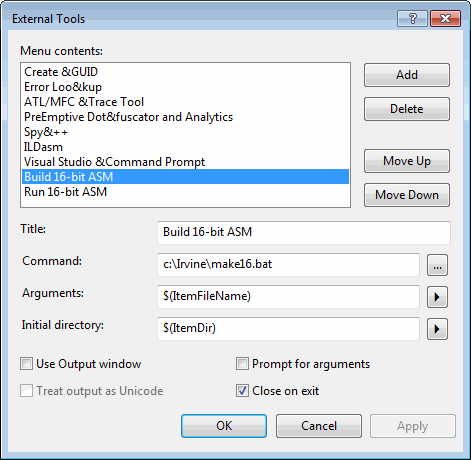 External Tools
Menu contents:
Create &GUID
Error Loo&kup
ATL/MFC &Trace Tool
PreEmptive Dot&fuscator and Analytics
Spy&++
ILDasm
Visual Studio &Command Prompt
Build 16-bit ASM
Run 16-bit ASM
Add
Delete
Move Up
Move Down
Title:
Build 16-bit ASM
Command:
c:\Irvine\make16.bat
...
Arguments:
$(ItemFileName)
Initial directory:
$(ItemDir)
Use Output window
Prompt for arguments
Treat output as Unicode
Close on exit
OK
Cancel
Apply